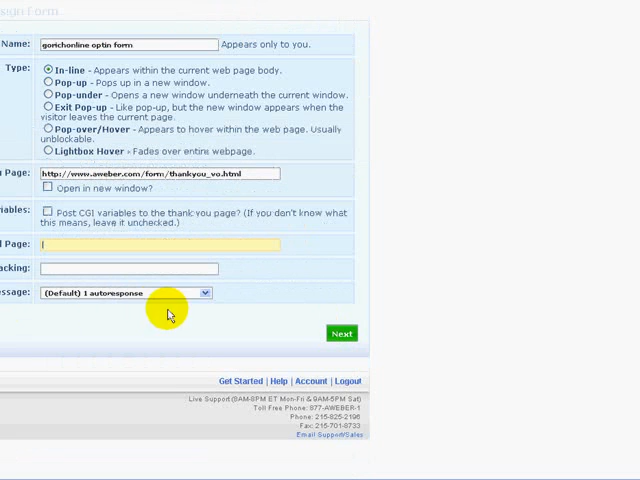 sign Form
Name: gorichonline optin form Appears only to you.
Type: In-line - Appears within the current web page body.
Pop-up - Pops up in a new window.
Pop-under - Opens a new window underneath the current window.
Exit Pop-up - Like pop-up, but the new window appears when the
visitor leaves the current page.
Pop-over/Hover - Appears to hover within the web page. Usually
unblockable.
Lightbox Hover - Fades over entire webpage.
u Page: http://www.aweber.com/form/thankyou_vo.html
Open in new window?
riables: Post CGI variables to the thank you page? (If you don't know what
this means, leave it unchecked.)
d Page:
acking:
essage: (Default) 1 autoresponse
Next
Get Started | Help | Account | Logout
Live Support(8AM-8PM ET Mon-Fri & 9AM-5PM Sat)
Toll Free Phone: 877-AWEBER-1
Phone: 215-825-2196
Fax: 215-701-8733
Email Support/Sales